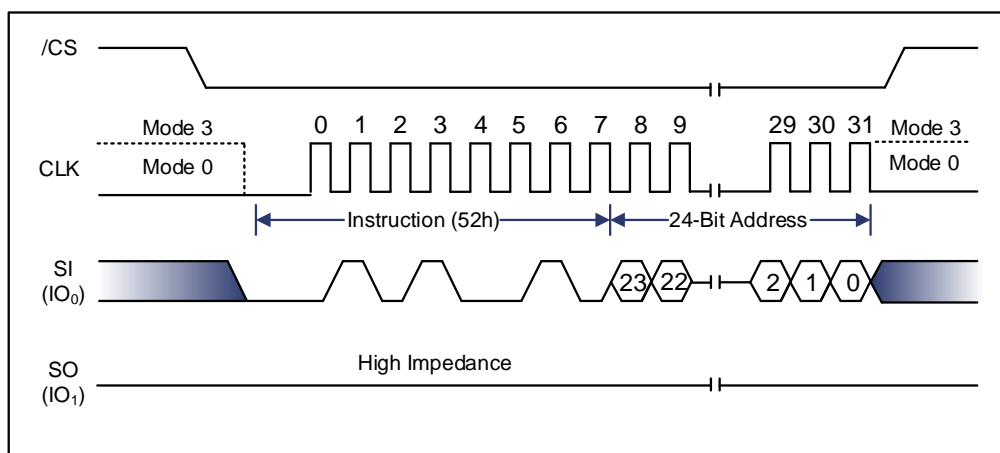 /CS
0 1 2 3 4 5 6 7 8 9 29 30 31
Mode 3 Mode 3
Mode 0 Mode 0
CLK
Instruction (52h) 24-Bit Address
SI
(IO₀)
23 22 2 1 0
High Impedance
SO
(IO₁)